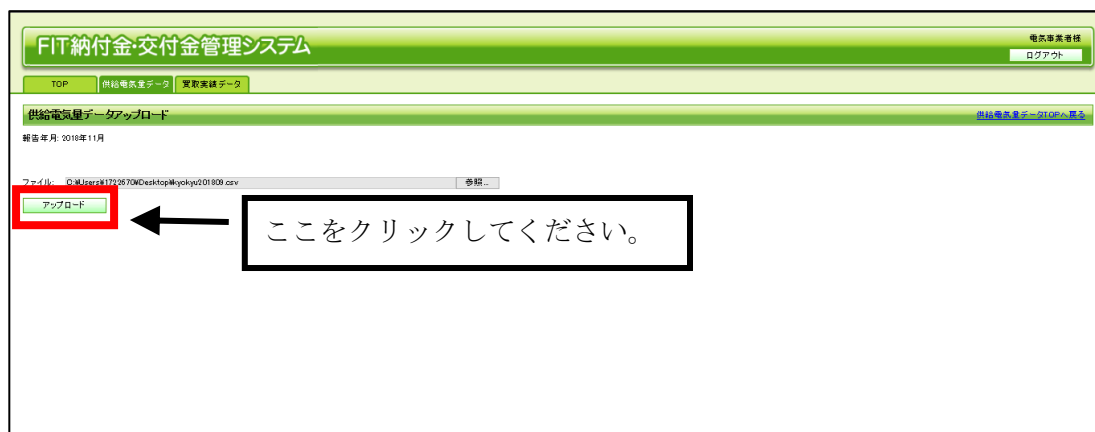 FIT納付金・交付金管理システム
電気事業者様
ログアウト
TOP 供給電気量データ 買取実績データ
供給電気量データアップロード 供給電気量データTOPへ戻る
報告年月: 2018年11月
ファイル: C:¥Users¥1722670¥Desktop¥kyokyu201809.csv 参照...
アップロード
ここをクリックしてください。